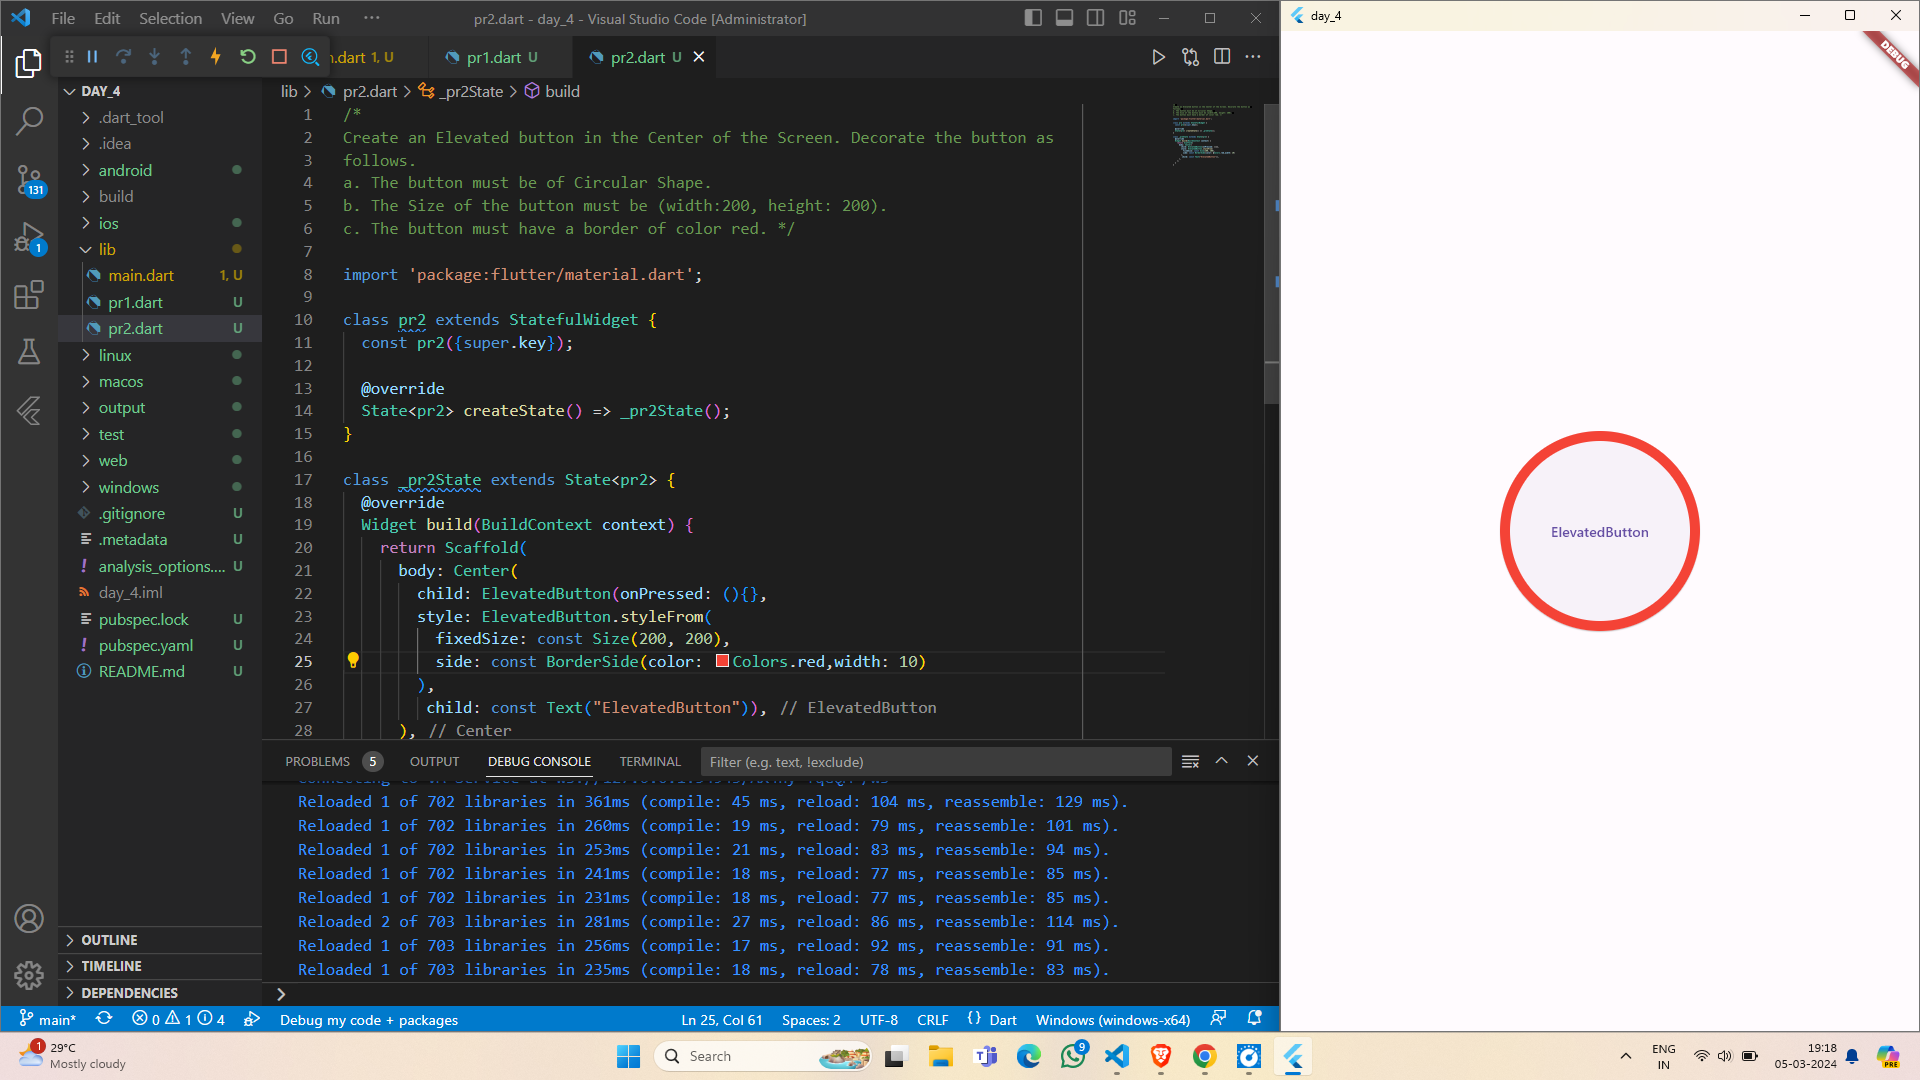 File Edit Selection View Go Run ··· pr2.dart - day_4 - Visual Studio Code [Administrator]
.dart 1, U pr1.dart U pr2.dart U
DAY_4
.dart_tool
.idea
android
build
ios
lib
main.dart 1, U
pr1.dart U
pr2.dart U
linux
macos
output
test
web
windows
.gitignore U
.metadata U
analysis_options.... U
day_4.iml
pubspec.lock U
pubspec.yaml U
README.md U
OUTLINE
TIMELINE
DEPENDENCIES
131
1
lib > pr2.dart > _pr2State > build
1 /*
2 Create an Elevated button in the Center of the Screen. Decorate the button as
3 follows.
4 a. The button must be of Circular Shape.
5 b. The Size of the button must be (width:200, height: 200).
6 c. The button must have a border of color red. */
7
8 import 'package:flutter/material.dart';
9
10 class pr2 extends StatefulWidget {
11 const pr2({super.key});
12
13 @override
14 State<pr2> createState() => _pr2State();
15 }
16
17 class _pr2State extends State<pr2> {
18 @override
19 Widget build(BuildContext context) {
20 return Scaffold(
21 body: Center(
22 child: ElevatedButton(onPressed: (){},
23 style: ElevatedButton.styleFrom(
24 fixedSize: const Size(200, 200),
25 side: const BorderSide(color: Colors.red,width: 10)
26 ),
27 child: const Text("ElevatedButton")), // ElevatedButton
28 ), // Center
PROBLEMS 5 OUTPUT DEBUG CONSOLE TERMINAL Filter (e.g. text, !exclude)
Reloaded 1 of 702 libraries in 361ms (compile: 45 ms, reload: 104 ms, reassemble: 129 ms).
Reloaded 1 of 702 libraries in 260ms (compile: 19 ms, reload: 79 ms, reassemble: 101 ms).
Reloaded 1 of 702 libraries in 253ms (compile: 21 ms, reload: 83 ms, reassemble: 94 ms).
Reloaded 1 of 702 libraries in 241ms (compile: 18 ms, reload: 77 ms, reassemble: 85 ms).
Reloaded 1 of 702 libraries in 231ms (compile: 18 ms, reload: 77 ms, reassemble: 85 ms).
Reloaded 2 of 703 libraries in 281ms (compile: 27 ms, reload: 86 ms, reassemble: 114 ms).
Reloaded 1 of 703 libraries in 256ms (compile: 17 ms, reload: 92 ms, reassemble: 91 ms).
Reloaded 1 of 703 libraries in 235ms (compile: 18 ms, reload: 78 ms, reassemble: 83 ms).
>
main* 0 1 4 Debug my code + packages Ln 25, Col 61 Spaces: 2 UTF-8 CRLF {} Dart Windows (windows-x64)
day_4
DEBUG
ElevatedButton
1 29°C
Mostly cloudy
Search
9
ENG
IN
19:18
05-03-2024
PRE